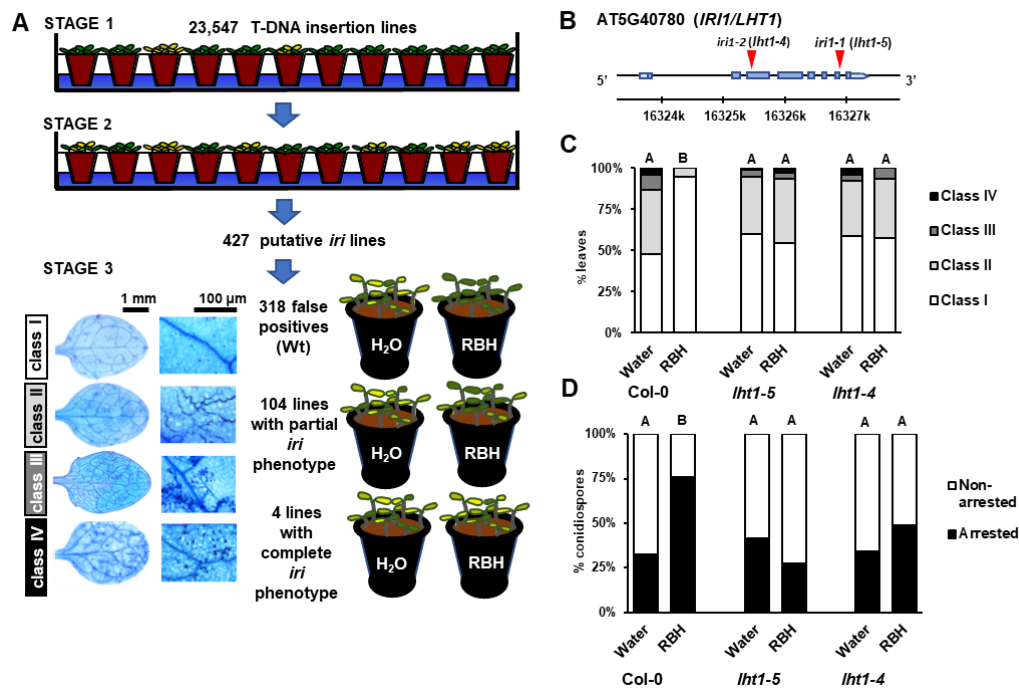 A
STAGE 1
23,547 T-DNA insertion lines
STAGE 2
427 putative iri lines
STAGE 3
1 mm
100 µm
class I
class II
class III
class IV
318 false
positives
(Wt)
H2O
RBH
104 lines
with partial
iri
phenotype
H2O
RBH
4 lines
with
complete
iri
phenotype
H2O
RBH
B
AT5G40780 (IRI1/LHT1)
iri1-2 (lht1-4)
iri1-1 (lht1-5)
5’
3’
16324k
16325k
16326k
16327k
C
A
B
A
A
A
A
100%
75%
50%
25%
0%
% leaves
Class IV
Class III
Class II
Class I
Water
RBH
Water
RBH
Water
RBH
Col-0
lht1-5
lht1-4
D
A
B
A
A
A
A
100%
75%
50%
25%
0%
% conidiospores
Non-
arrested
Arrested
Water
RBH
Water
RBH
Water
RBH
Col-0
lht1-5
lht1-4